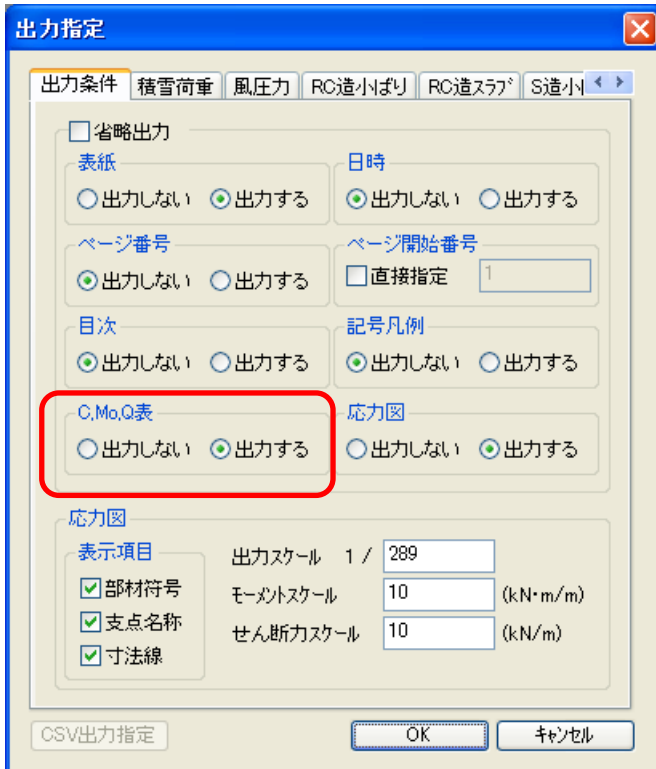 出力指定
出力条件 積雪荷重 風圧力 RC造小ばり RC造スラブ S造小
省略出力
表紙 日時
出力しない 出力する 出力しない 出力する
ページ番号 ページ開始番号
出力しない 出力する 直接指定 1
目次 記号凡例
出力しない 出力する 出力しない 出力する
C,Mo,Q表 応力図
出力しない 出力する 出力しない 出力する
応力図
表示項目 出力スケール 1 / 289
部材符号 モーメントスケール 10 (kN・m/m)
支点名称 せん断力スケール 10 (kN/m)
寸法線
CSV出力指定 OK キャンセル